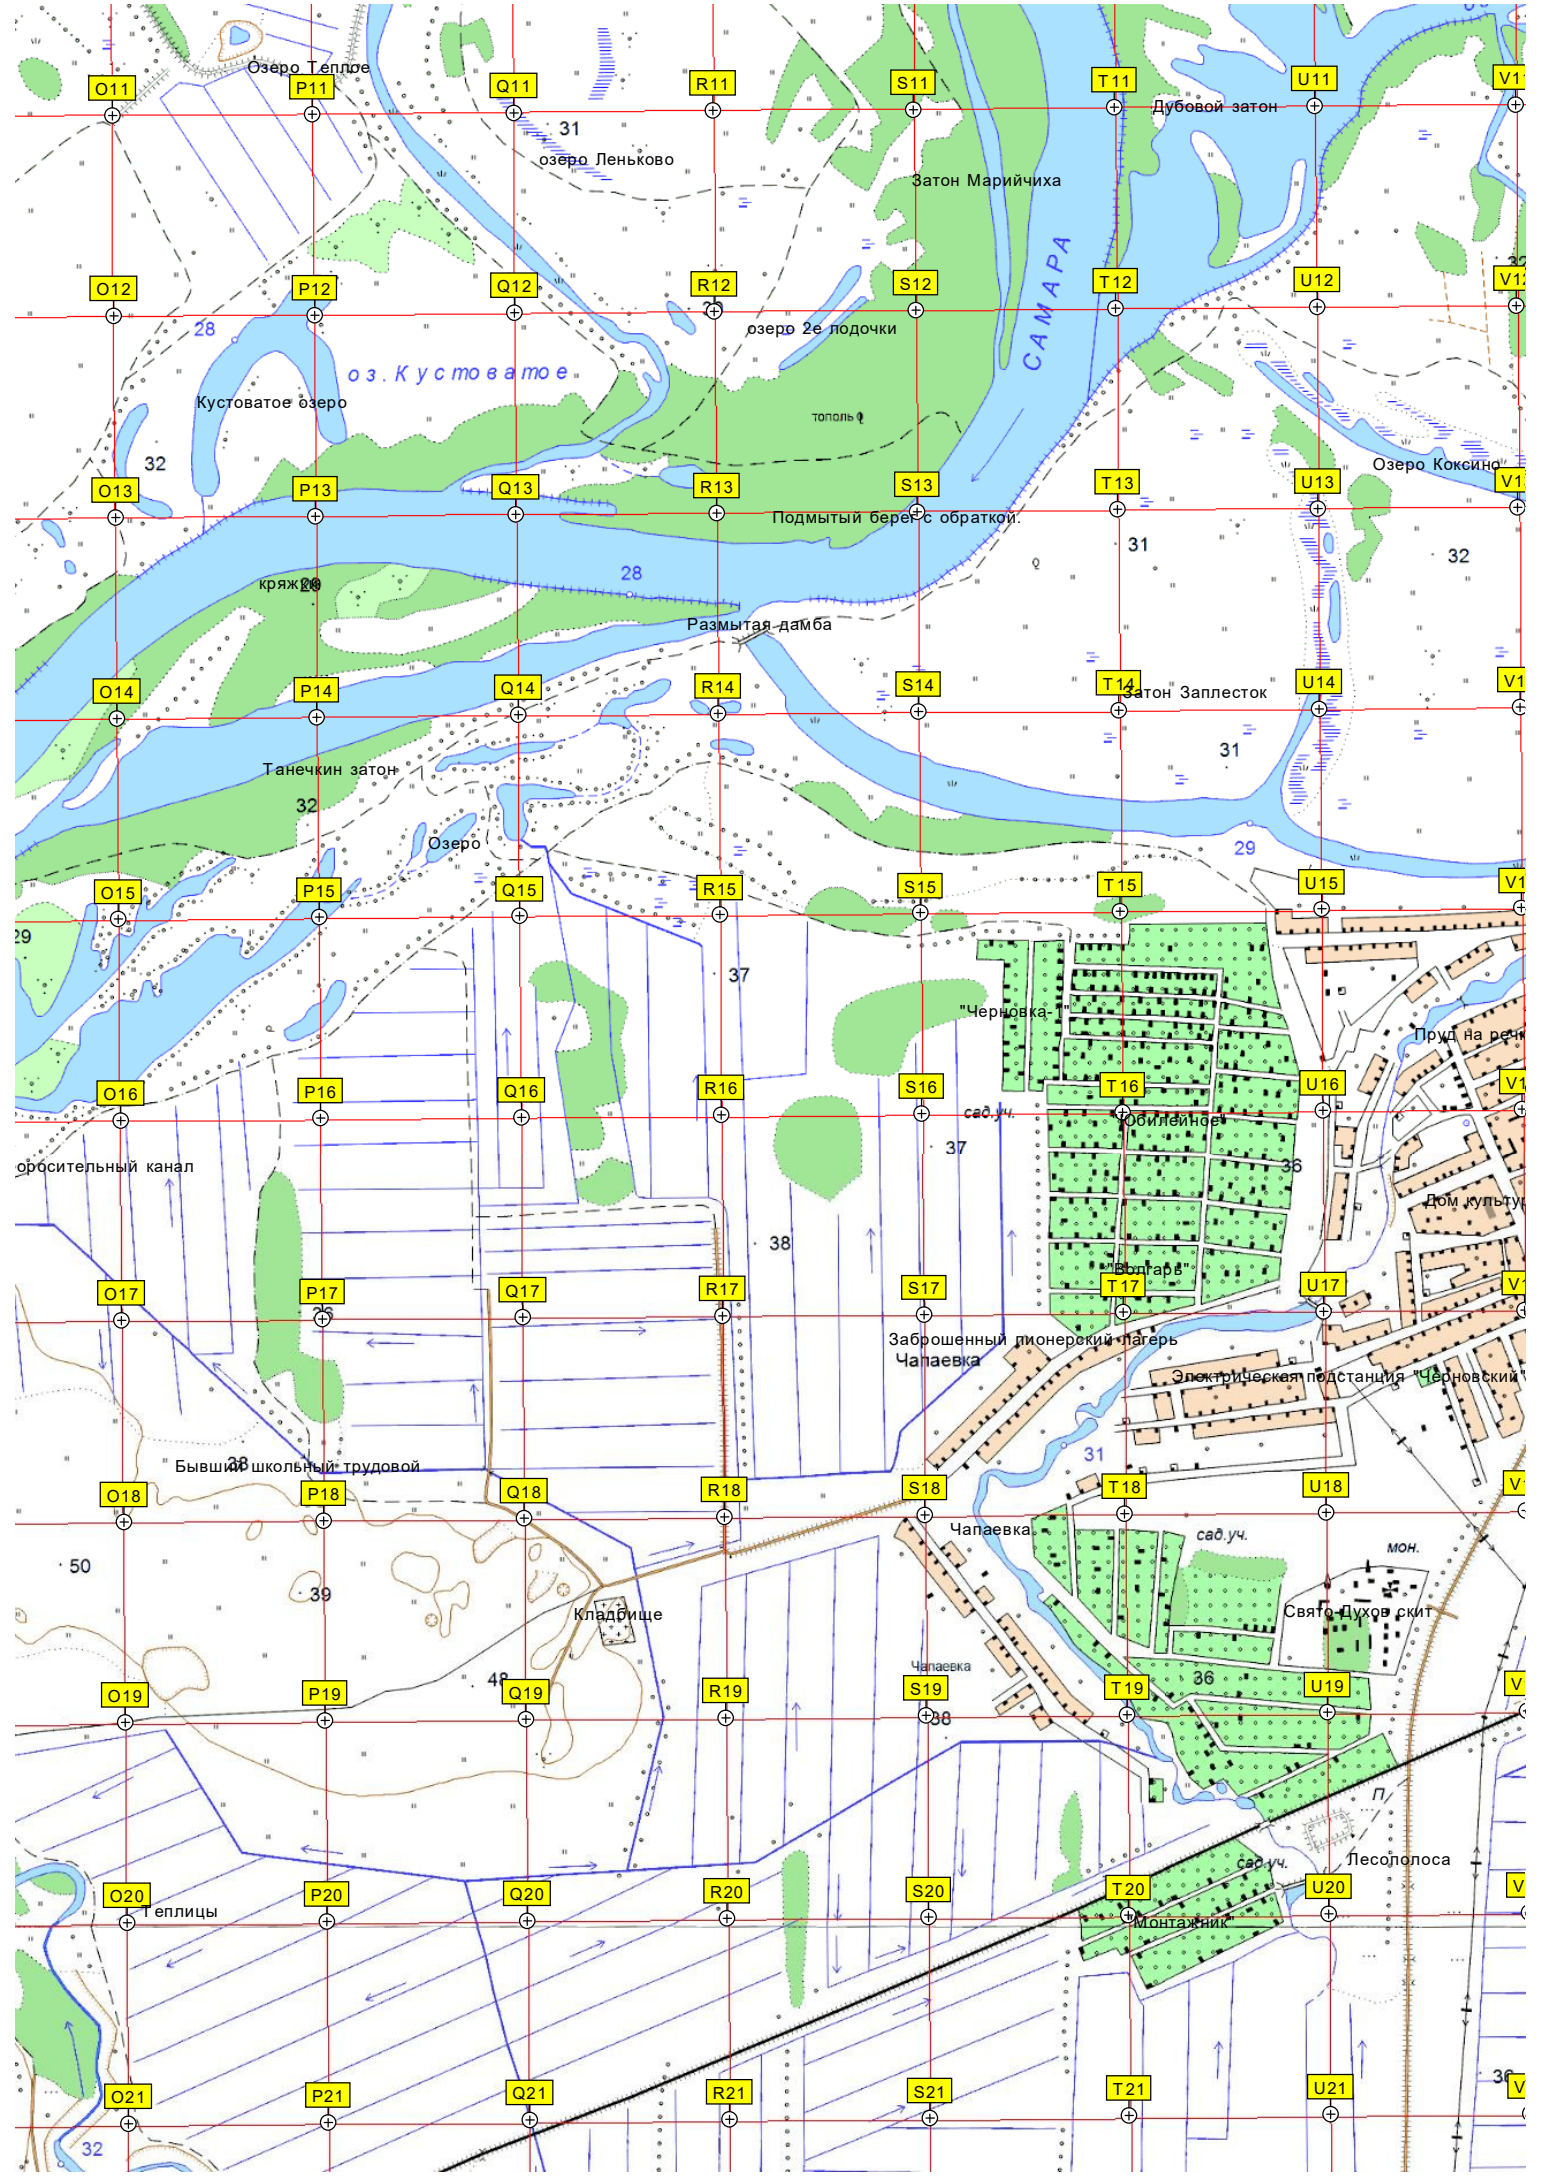 Озеро Теплое
O11
P11
Q11
R11
S11
T11
U11
31
Дубовой затон
озеро Леньково
Затон Марийчиха
САМАРА
O12
P12
Q12
R12
S12
T12
U12
28
озеро 2е лодочки
оз. Кустоватое
Кустоватое озеро
тополь
32
Озеро Коксино
O13
P13
Q13
R13
S13
T13
U13
Подмытый берег с обраткой.
31
32
28
Размытая дамба
O14
P14
Q14
R14
S14
T14
U14
Затон Заплесток
31
Танечкин затон
32
Озеро
29
O15
P15
Q15
R15
S15
T15
U15
29
37
"Черновка-1"
O16
P16
Q16
R16
S16
T16
U16
сад.уч.
"Юбилейное"
37
36
оросительный канал
38
"Волгарь"
O17
P17
Q17
R17
S17
T17
U17
Заброшенный пионерский лагерь
Чапаевка
Электрическая подстанция "Черновский"
31
38
Бывший школьный трудовой
O18
P18
Q18
R18
S18
T18
U18
Чапаевка
сад.уч.
мон.
50
39
Кладбище
Свято-Духов скит
Чапаевка
48
36
O19
P19
Q19
R19
S19
T19
U19
38
П
Лесополоса
сад.уч.
O20
P20
Q20
R20
S20
T20
U20
Теплицы
"Монтажник"
O21
P21
Q21
R21
S21
T21
U21
32